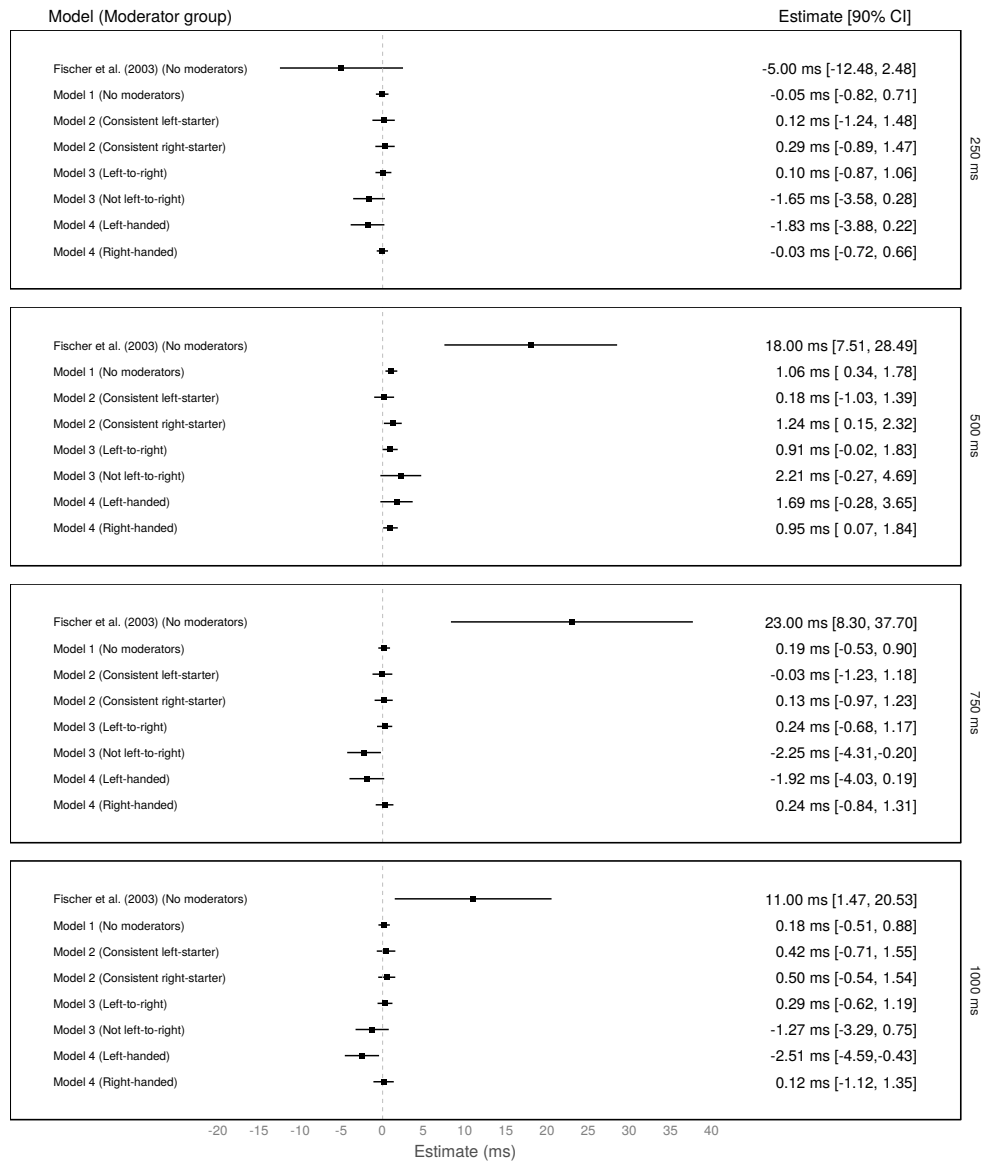 Model (Moderator group) Estimate [90% CI]
Fischer et al. (2003) (No moderators) -5.00 ms [-12.48, 2.48]
Model 1 (No moderators) -0.05 ms [-0.82, 0.71]
Model 2 (Consistent left-starter) 0.12 ms [-1.24, 1.48]
Model 2 (Consistent right-starter) 0.29 ms [-0.89, 1.47]
Model 3 (Left-to-right) 0.10 ms [-0.87, 1.06]
Model 3 (Not left-to-right) -1.65 ms [-3.58, 0.28]
Model 4 (Left-handed) -1.83 ms [-3.88, 0.22]
Model 4 (Right-handed) -0.03 ms [-0.72, 0.66]
250 ms
Fischer et al. (2003) (No moderators) 18.00 ms [7.51, 28.49]
Model 1 (No moderators) 1.06 ms [ 0.34, 1.78]
Model 2 (Consistent left-starter) 0.18 ms [-1.03, 1.39]
Model 2 (Consistent right-starter) 1.24 ms [ 0.15, 2.32]
Model 3 (Left-to-right) 0.91 ms [-0.02, 1.83]
Model 3 (Not left-to-right) 2.21 ms [-0.27, 4.69]
Model 4 (Left-handed) 1.69 ms [-0.28, 3.65]
Model 4 (Right-handed) 0.95 ms [ 0.07, 1.84]
500 ms
Fischer et al. (2003) (No moderators) 23.00 ms [8.30, 37.70]
Model 1 (No moderators) 0.19 ms [-0.53, 0.90]
Model 2 (Consistent left-starter) -0.03 ms [-1.23, 1.18]
Model 2 (Consistent right-starter) 0.13 ms [-0.97, 1.23]
Model 3 (Left-to-right) 0.24 ms [-0.68, 1.17]
Model 3 (Not left-to-right) -2.25 ms [-4.31,-0.20]
Model 4 (Left-handed) -1.92 ms [-4.03, 0.19]
Model 4 (Right-handed) 0.24 ms [-0.84, 1.31]
750 ms
Fischer et al. (2003) (No moderators) 11.00 ms [1.47, 20.53]
Model 1 (No moderators) 0.18 ms [-0.51, 0.88]
Model 2 (Consistent left-starter) 0.42 ms [-0.71, 1.55]
Model 2 (Consistent right-starter) 0.50 ms [-0.54, 1.54]
Model 3 (Left-to-right) 0.29 ms [-0.62, 1.19]
Model 3 (Not left-to-right) -1.27 ms [-3.29, 0.75]
Model 4 (Left-handed) -2.51 ms [-4.59,-0.43]
Model 4 (Right-handed) 0.12 ms [-1.12, 1.35]
1000 ms
-20 -15 -10 -5 0 5 10 15 20 25 30 35 40
Estimate (ms)